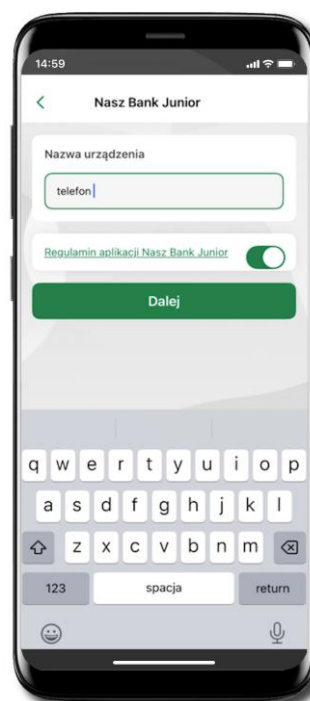 14:59
Nasz Bank Junior
Nazwa urządzenia
telefon
Regulamin aplikacji Nasz Bank Junior
Dalej
q w e r t y u i o p
a s d f g h j k l
z x c v b n m
123 spacja return